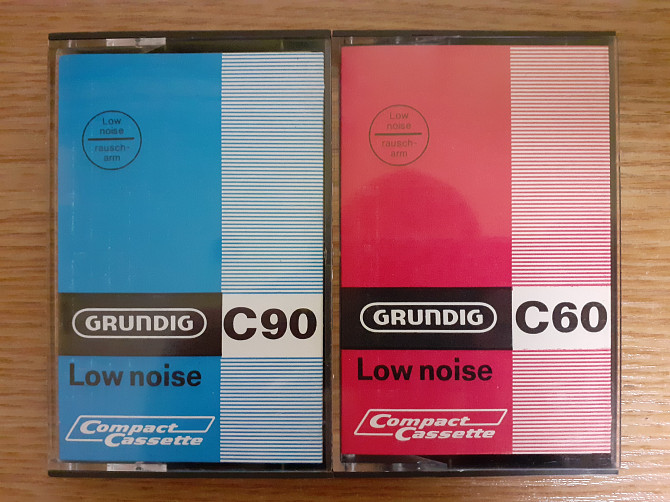 Low
noise
rausch-
arm
GRUNDIG
C90
Low noise
Compact
Cassette
Low
noise
rausch-
arm
GRUNDIG
C60
Low noise
Compact
Cassette